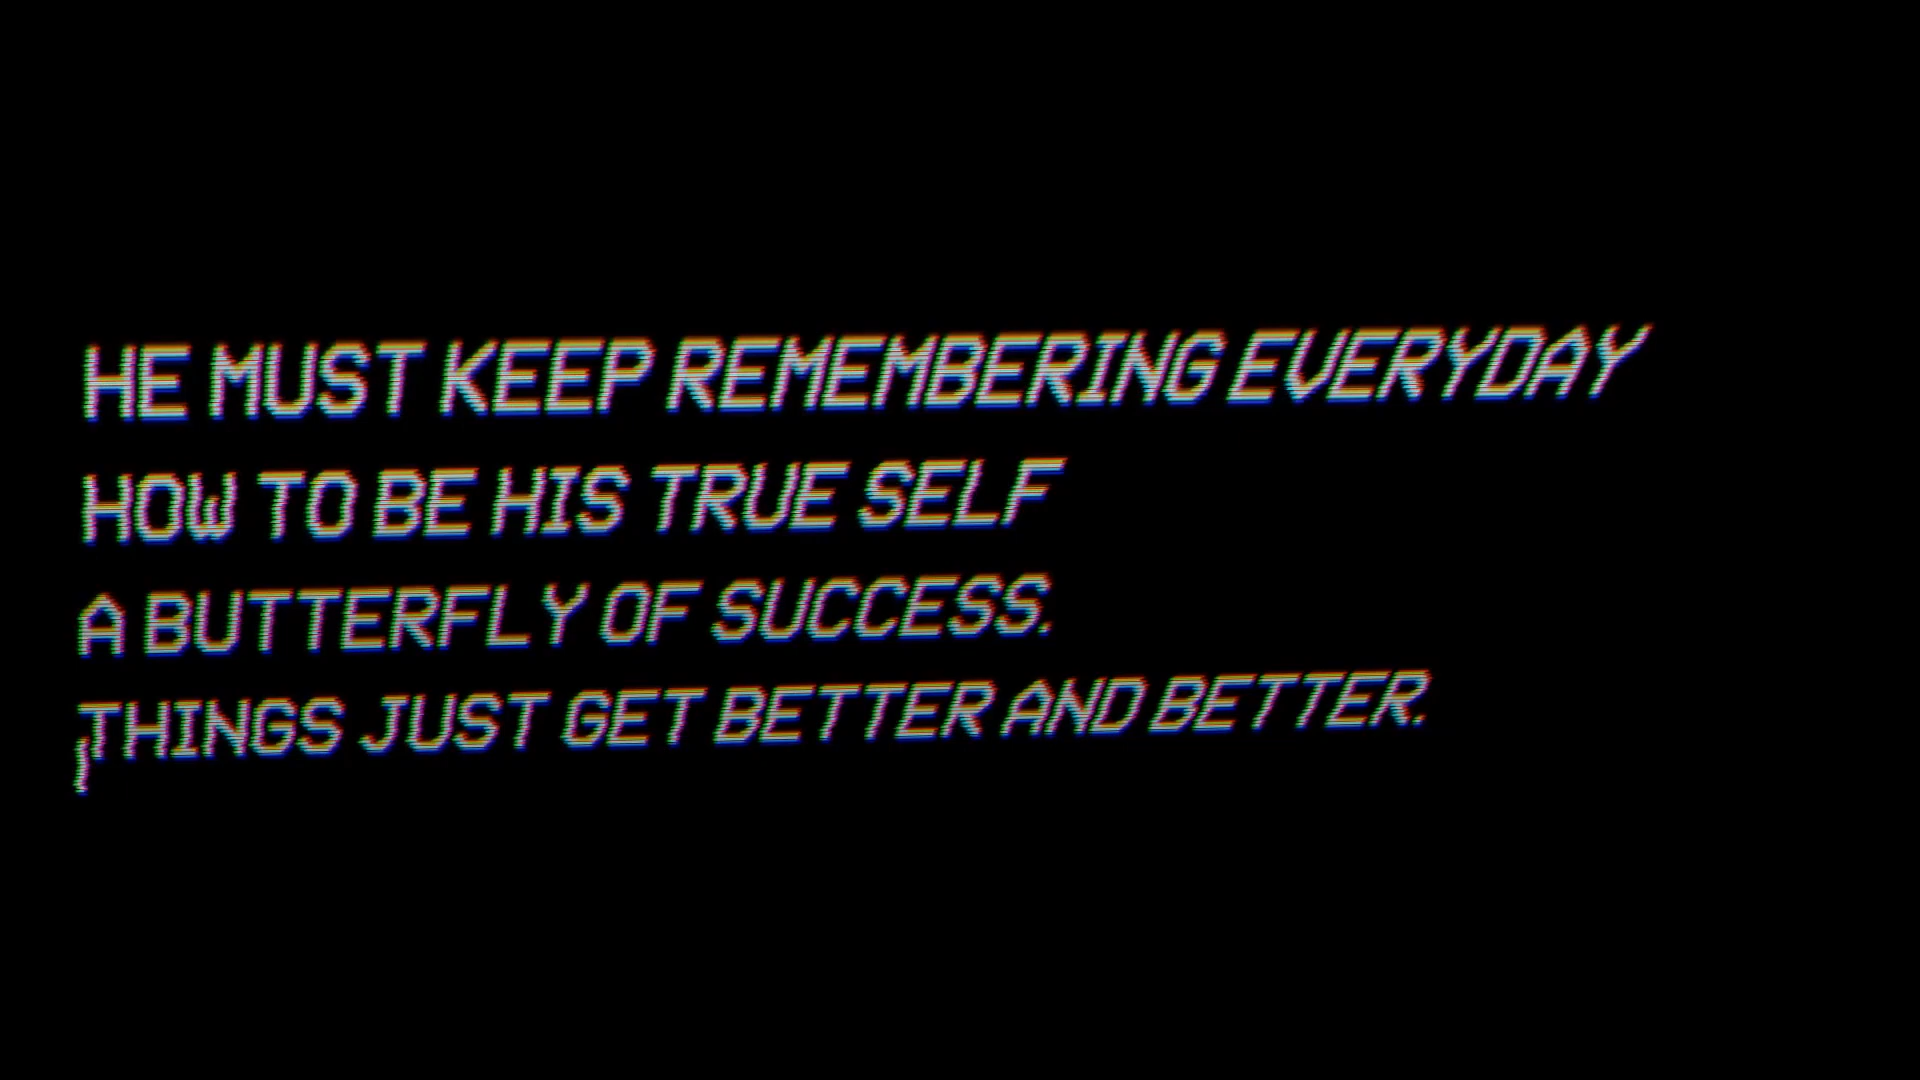 HE MUST KEEP REMEMBERING EVERYDAY
HOW TO BE HIS TRUE SELF
A BUTTERFLY OF SUCCESS.
THINGS JUST GET BETTER AND BETTER.